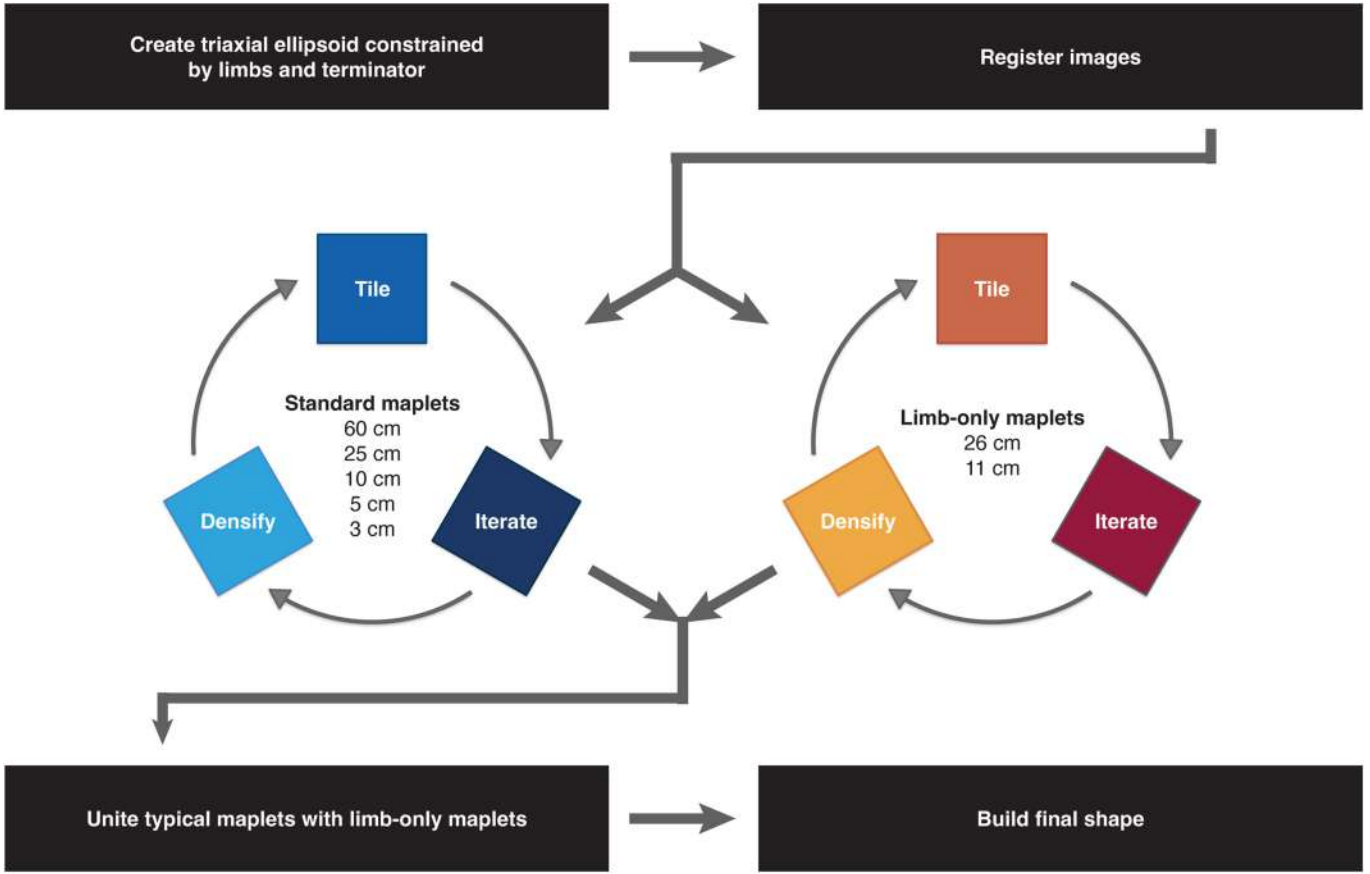 Create triaxial ellipsoid constrained
by limbs and terminator
Register images
Tile
Standard maplets
60 cm
25 cm
10 cm
5 cm
3 cm
Densify
Iterate
Tile
Limb-only maplets
26 cm
11 cm
Densify
Iterate
Unite typical maplets with limb-only maplets
Build final shape